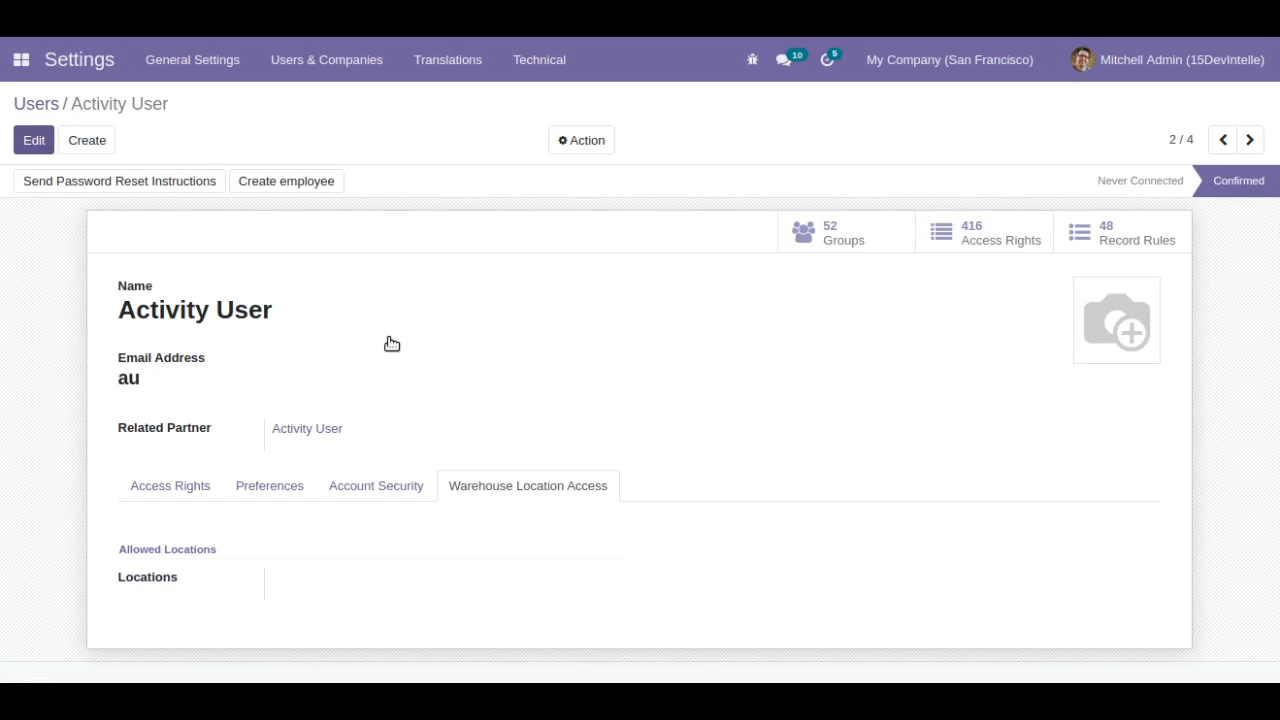 Settings General Settings Users & Companies Translations Technical 10 5 My Company (San Francisco) Mitchell Admin (15DevIntelle)
Users / Activity User
Edit Create Action 2 / 4
Send Password Reset Instructions Create employee Never Connected Confirmed
52 416 48
Groups Access Rights Record Rules
Name
Activity User
Email Address
au
Related Partner Activity User
Access Rights Preferences Account Security Warehouse Location Access
Allowed Locations
Locations